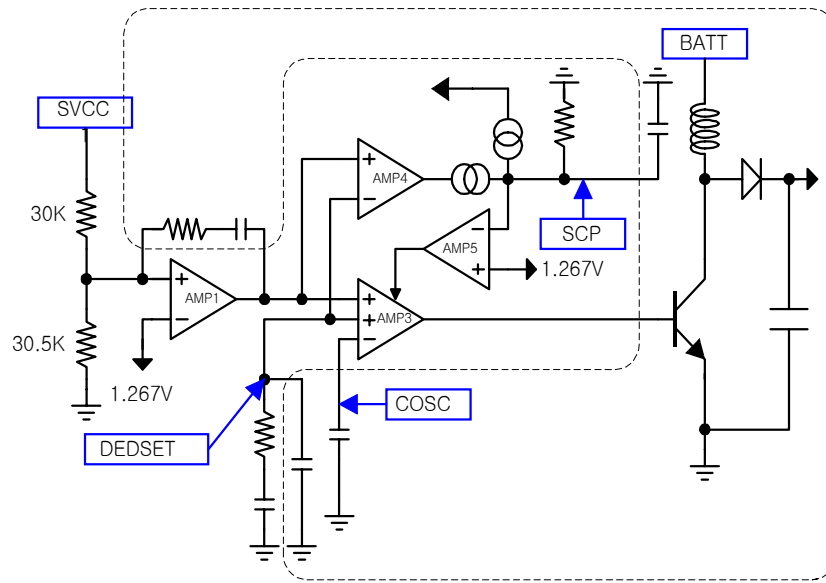 BATT
SVCC
+
AMP4
−
30K
SCP
−
AMP5
+
1.267V
+
AMP1
−
+
+
AMP3
−
30.5K
1.267V
COSC
DEDSET